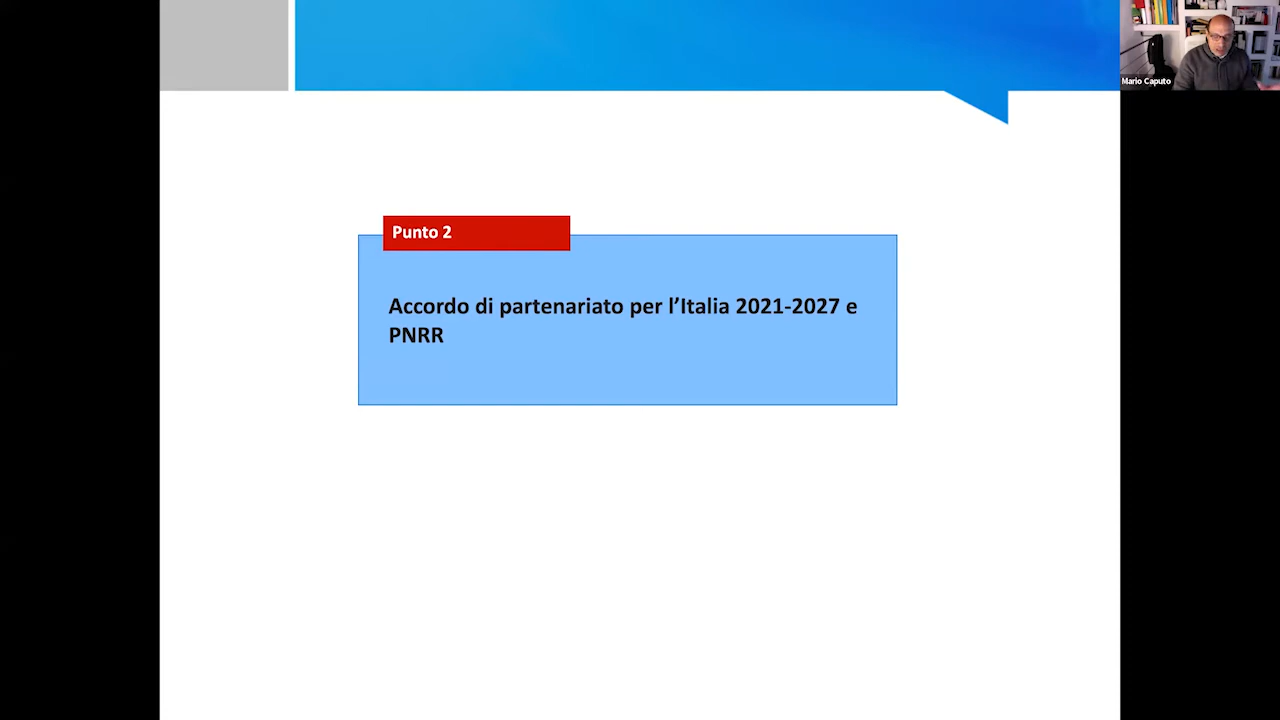 Mario Caputo
Punto 2
Accordo di partenariato per l’Italia 2021-2027 e
PNRR